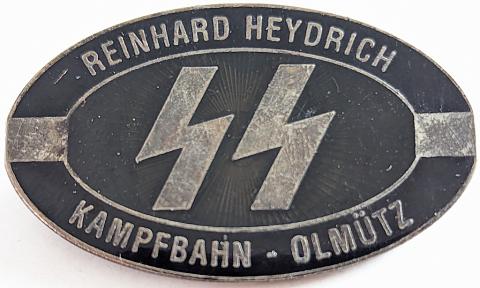 REINHARD HEYDRICH
KAMPFBAHN - OLMÜTZ